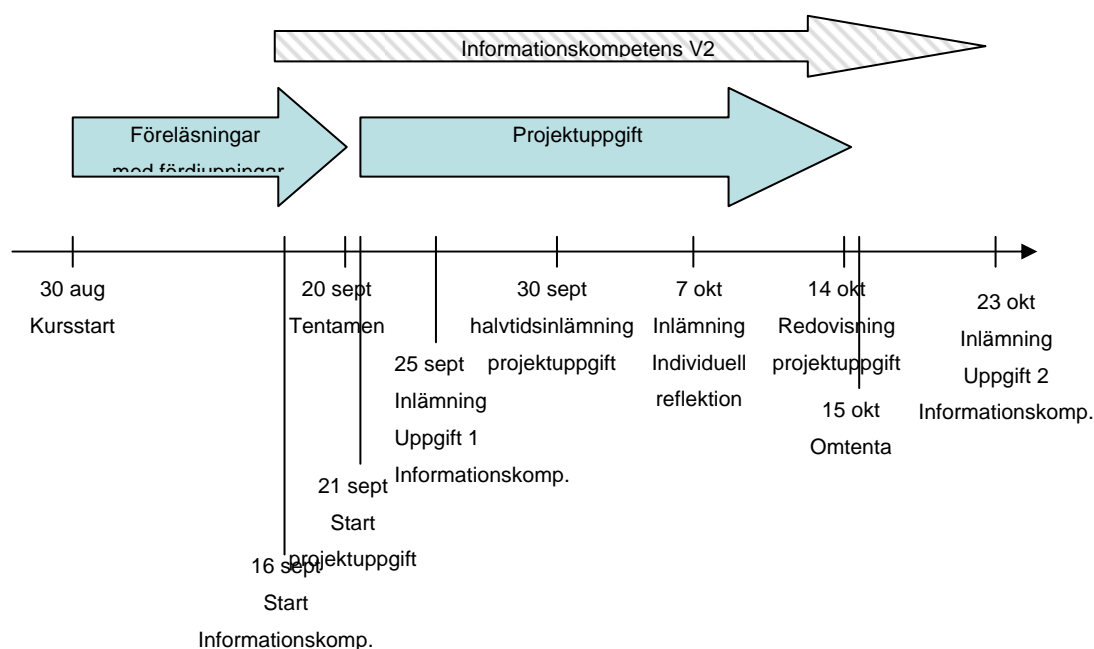 Informationskompetens V2
Föreläsningar
med fördjupningar
Projektuppgift
30 aug
Kursstart
20 sept
Tentamen
30 sept
halvtidsinlämning
projektuppgift
7 okt
Inlämning
Individuell
reflektion
14 okt
Redovisning
projektuppgift
23 okt
Inlämning
Uppgift 2
Informationskomp.
25 sept
Inlämning
Uppgift 1
Informationskomp.
15 okt
Omtenta
21 sept
Start
projektuppgift
16 sept
Start
Informationskomp.